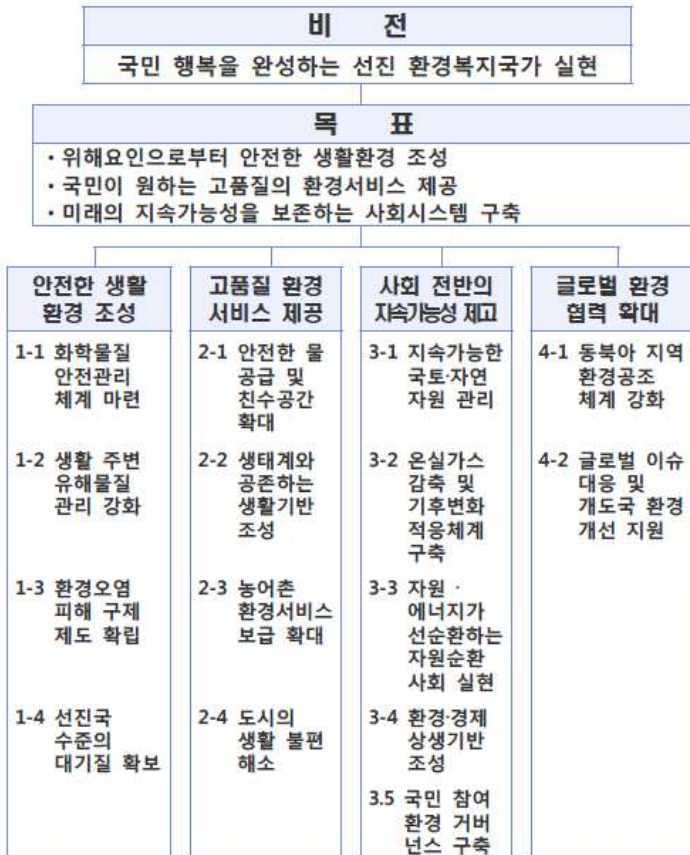 비 전
국민 행복을 완성하는 선진 환경복지국가 실현
목 표
· 위해요인으로부터 안전한 생활환경 조성
· 국민이 원하는 고품질의 환경서비스 제공
· 미래의 지속가능성을 보존하는 사회시스템 구축
안전한 생활
환경 조성
1-1 화학물질
안전관리
체계 마련
1-2 생활 주변
유해물질
관리 강화
1-3 환경오염
피해 구제
제도 확립
1-4 선진국
수준의
대기질 확보
고품질 환경
서비스 제공
2-1 안전한 물
공급 및
친수공간
확대
2-2 생태계와
공존하는
생활기반
조성
2-3 농어촌
환경서비스
보급 확대
2-4 도시의
생활 불편
해소
사회 전반의
지속가능성 제고
3-1 지속가능한
국토·자연
자원 관리
3-2 온실가스
감축 및
기후변화
적응체계
구축
3-3 자원 ·
에너지가
선순환하는
자원순환
사회 실현
3-4 환경·경제
상생기반
조성
3.5 국민 참여
환경 거버
넌스 구축
글로벌 환경
협력 확대
4-1 동북아 지역
환경공조
체계 강화
4-2 글로벌 이슈
대응 및
개도국 환경
개선 지원